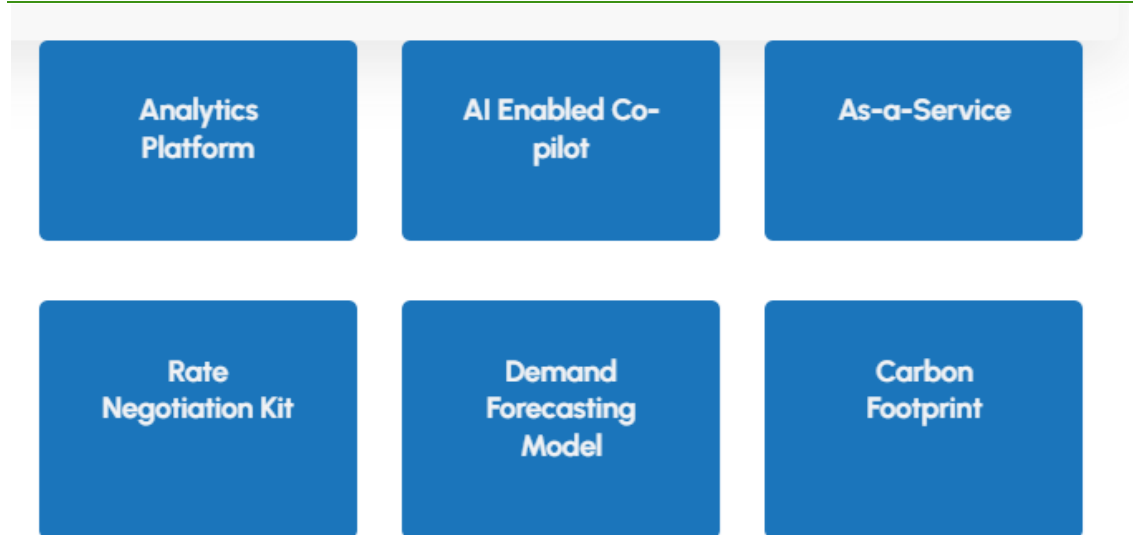 Analytics
Platform
AI Enabled Co-
pilot
As-a-Service
Rate
Negotiation Kit
Demand
Forecasting
Model
Carbon
Footprint